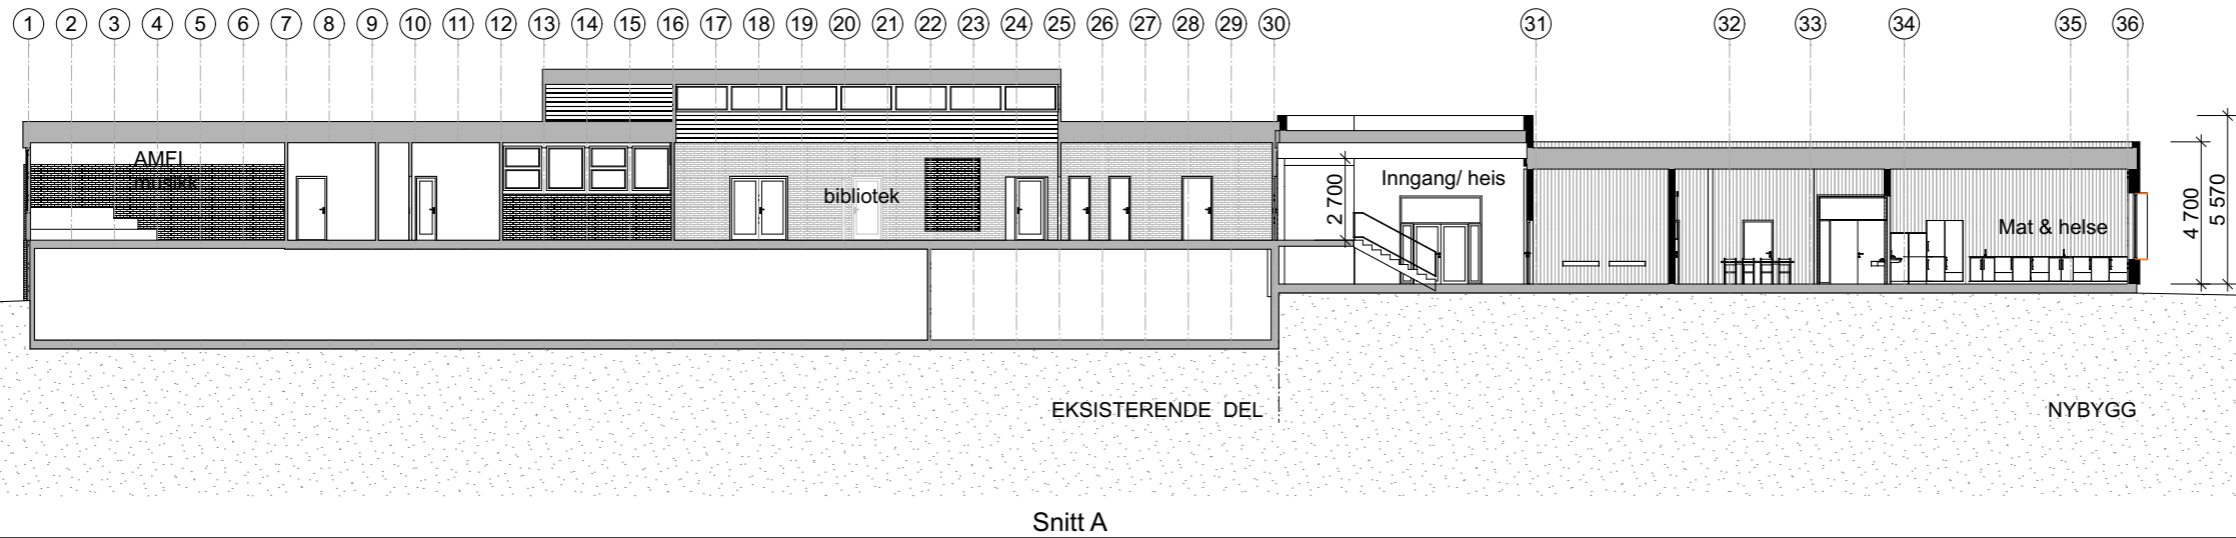 1 2 3 4 5 6 7 8 9 10 11 12 13 14 15 16 17 18 19 20 21 22 23 24 25 26 27 28 29 30 31 32 33 34 35 36
AMFI
musikk
bibliotek
2 700
Inngang/ heis
Mat & helse
4 700
5 570
EKSISTERENDE DEL
NYBYGG
Snitt A